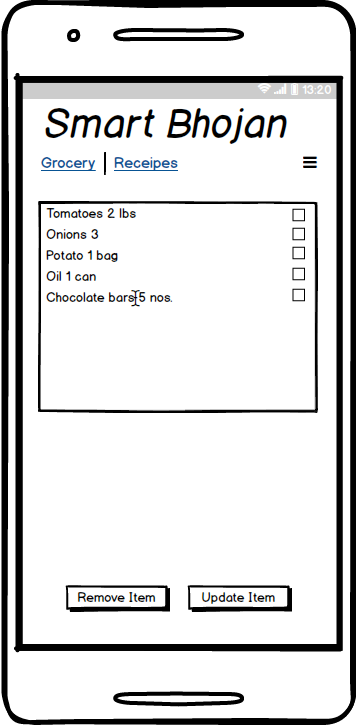 13:20
Smart Bhojan
Grocery | Receipes
Tomatoes 2 lbs
Onions 3
Potato 1 bag
Oil 1 can
Chocolate bars 5 nos.
Remove Item Update Item